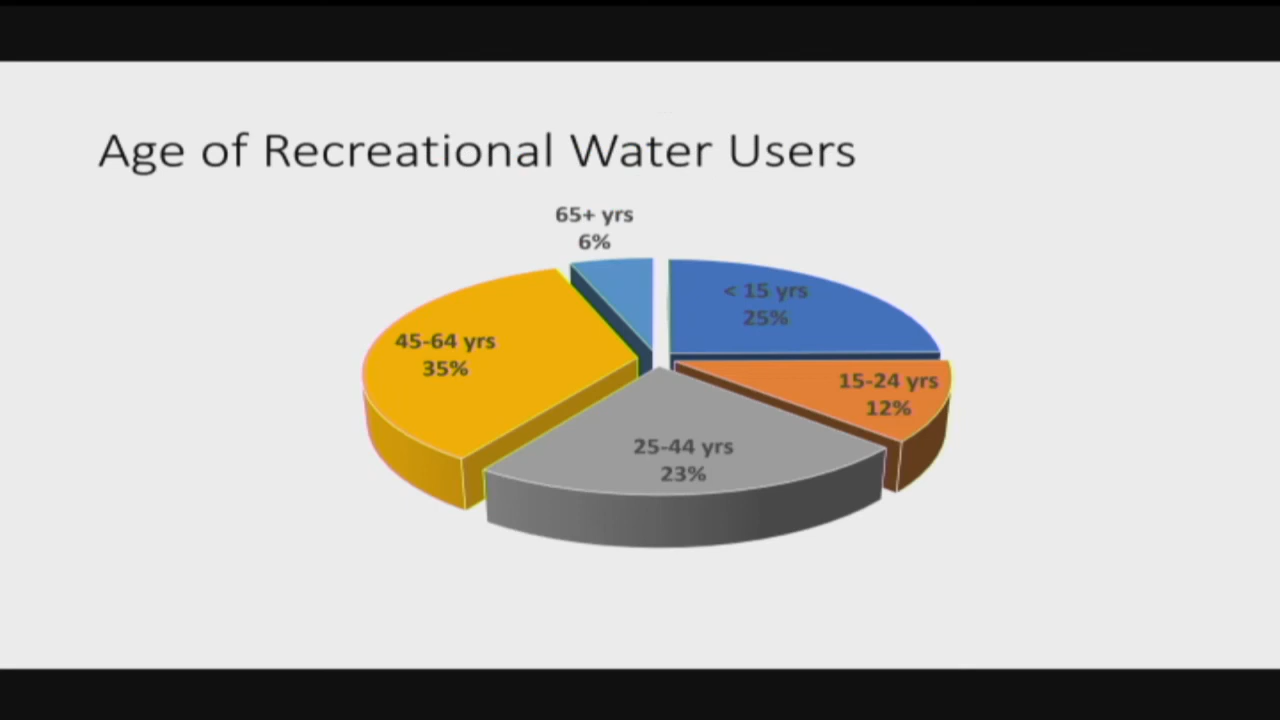 Age of Recreational Water Users
65+ yrs
6%
< 15 yrs
25%
45-64 yrs
35%
15-24 yrs
12%
25-44 yrs
23%